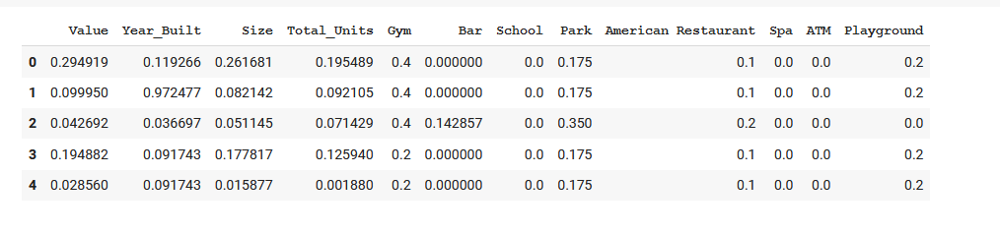 Value Year_Built Size Total_Units Gym Bar School Park American Restaurant Spa ATM Playground
0 0.294919 0.119266 0.261681 0.195489 0.4 0.000000 0.0 0.175 0.1 0.0 0.0 0.2
1 0.099950 0.972477 0.082142 0.092105 0.4 0.000000 0.0 0.175 0.1 0.0 0.0 0.2
2 0.042692 0.036697 0.051145 0.071429 0.4 0.142857 0.0 0.350 0.2 0.0 0.0 0.0
3 0.194882 0.091743 0.177817 0.125940 0.2 0.000000 0.0 0.175 0.1 0.0 0.0 0.2
4 0.028560 0.091743 0.015877 0.001880 0.2 0.000000 0.0 0.175 0.1 0.0 0.0 0.2